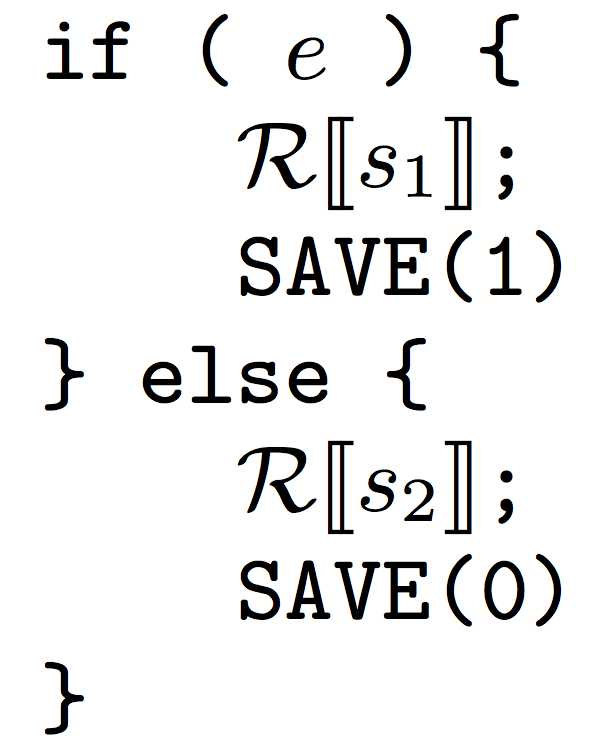 if ( e ) {
ℛ⟦s₁⟧;
SAVE(1)
} else {
ℛ⟦s₂⟧;
SAVE(0)
}